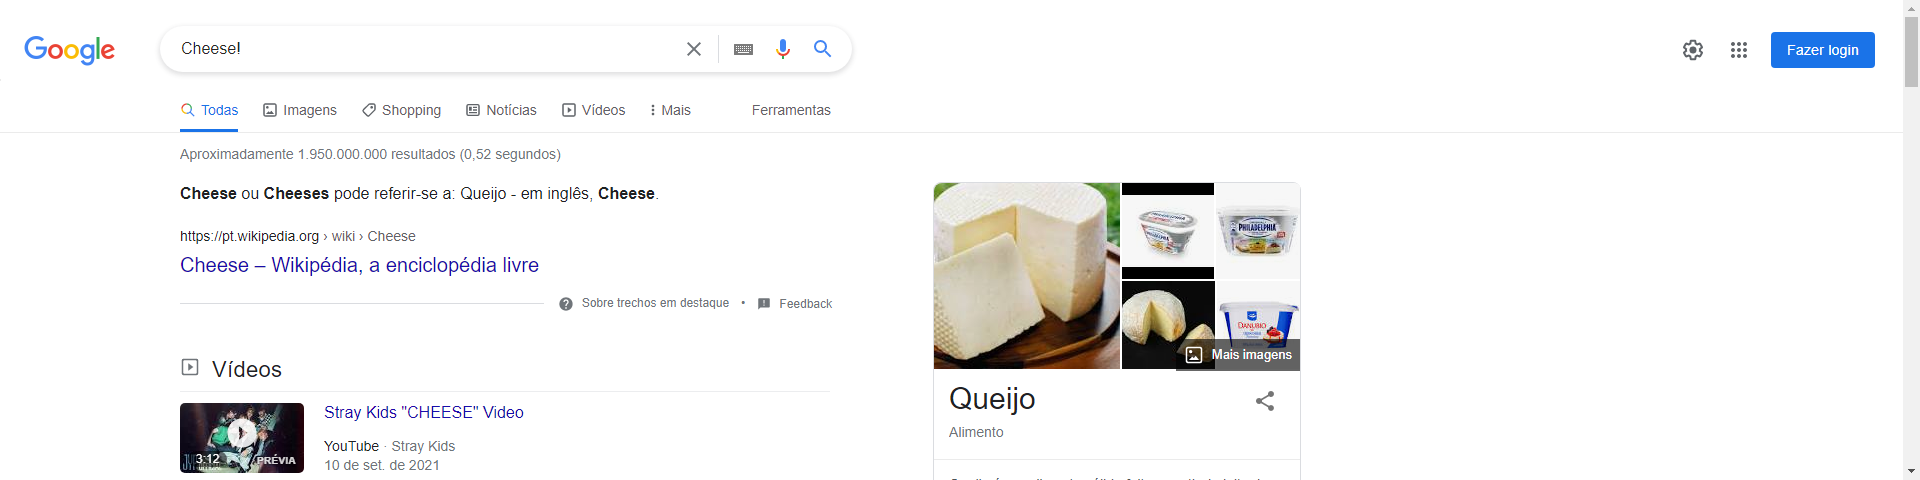 Google
Cheese!
Fazer login
Todas
Imagens
Shopping
Notícias
Vídeos
Mais
Ferramentas
Aproximadamente 1.950.000.000 resultados (0,52 segundos)
Cheese ou Cheeses pode referir-se a: Queijo - em inglês, Cheese.
https://pt.wikipedia.org › wiki › Cheese
Cheese – Wikipédia, a enciclopédia livre
Sobre trechos em destaque • Feedback
Vídeos
3:12
PRÉVIA
Stray Kids "CHEESE" Video
YouTube · Stray Kids
10 de set. de 2021
PHILADELPHIA
PHILADELPHIA
DANUBIO
Mais imagens
Queijo
Alimento